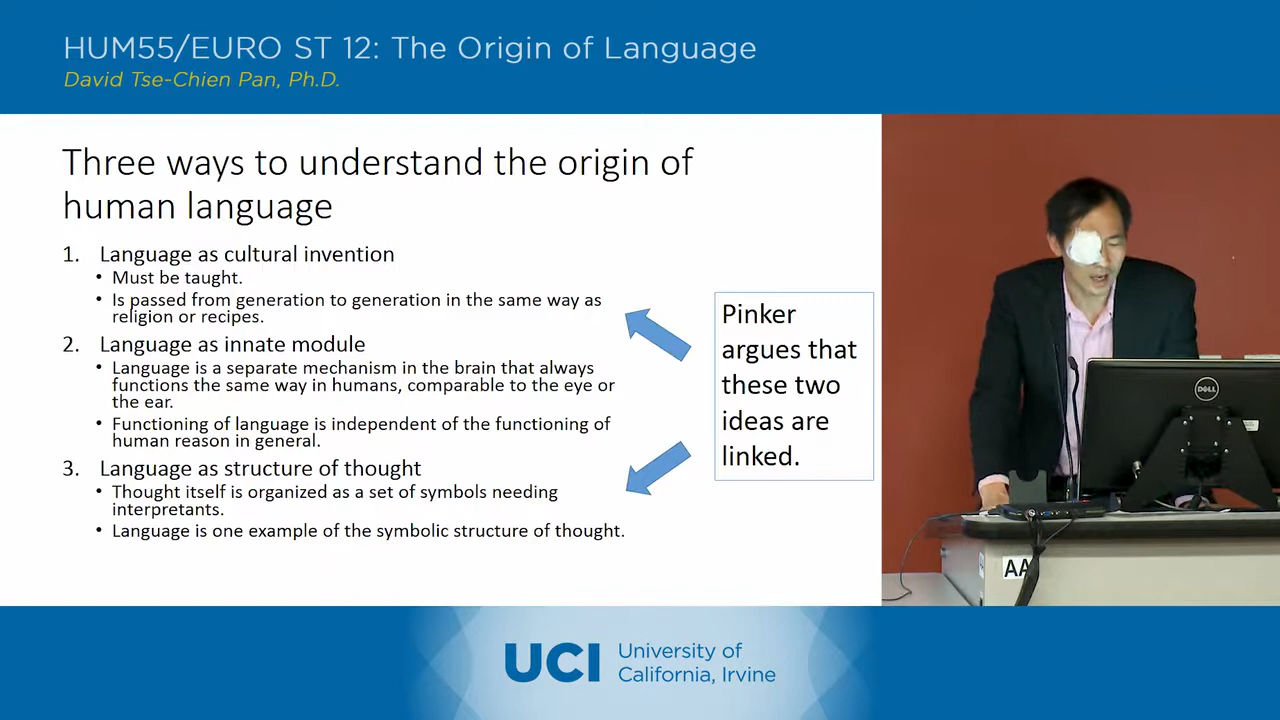 HUM55/EURO ST 12: The Origin of Language
David Tse-Chien Pan, Ph.D.
Three ways to understand the origin of
human language
1. Language as cultural invention
• Must be taught.
• Is passed from generation to generation in the same way as
religion or recipes.
2. Language as innate module
• Language is a separate mechanism in the brain that always
functions the same way in humans, comparable to the eye or
the ear.
• Functioning of language is independent of the functioning of
human reason in general.
3. Language as structure of thought
• Thought itself is organized as a set of symbols needing
interpretants.
• Language is one example of the symbolic structure of thought.
Pinker
argues that
these two
ideas are
linked.
DELL
AA
UCI
University of
California, Irvine